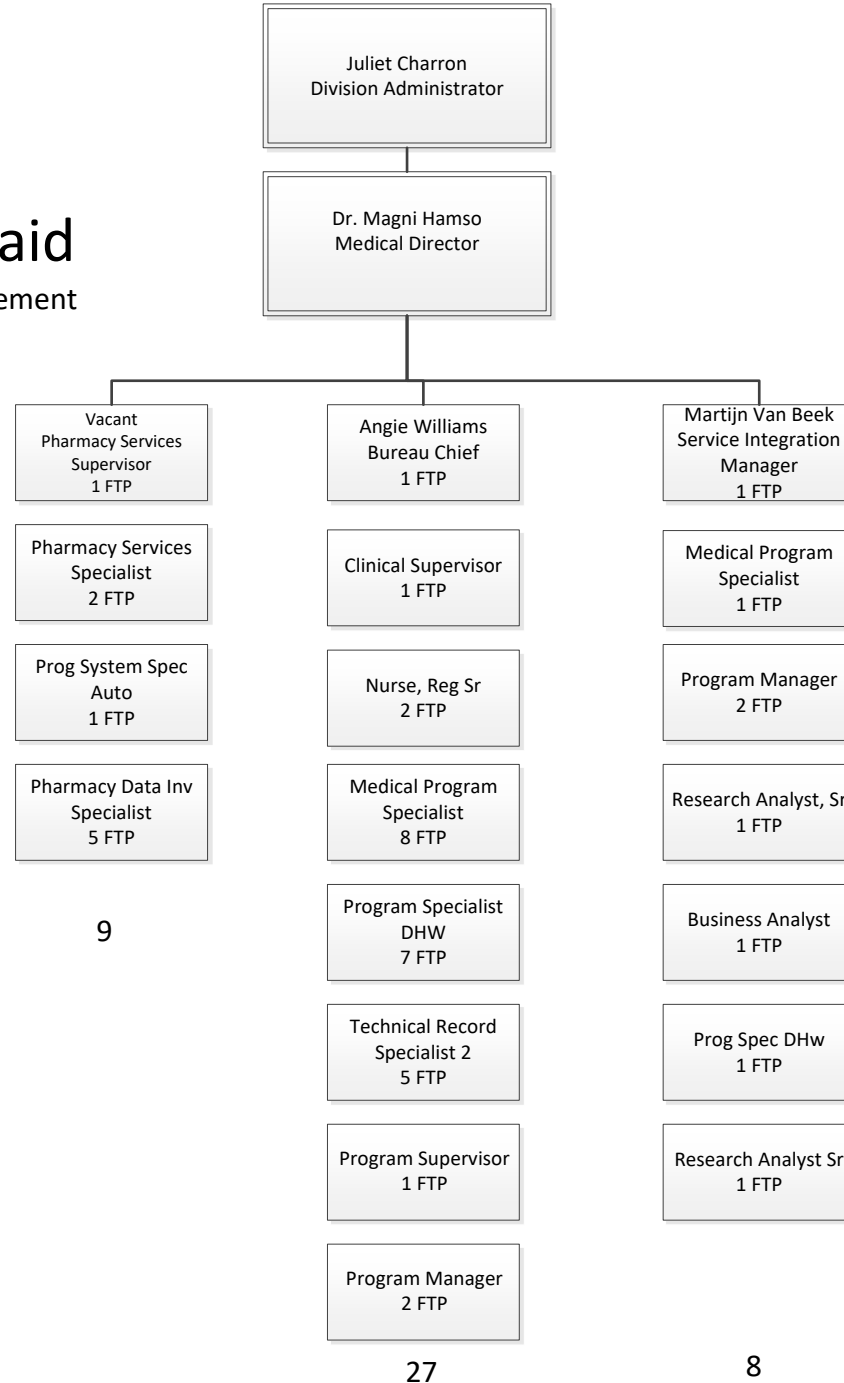 Juliet Charron
Division Administrator
Dr. Magni Hamso
Medical Director
aid
ement
Vacant
Pharmacy Services
Supervisor
1 FTP
Pharmacy Services
Specialist
2 FTP
Prog System Spec
Auto
1 FTP
Pharmacy Data Inv
Specialist
5 FTP
9
Angie Williams
Bureau Chief
1 FTP
Clinical Supervisor
1 FTP
Nurse, Reg Sr
2 FTP
Medical Program
Specialist
8 FTP
Program Specialist
DHW
7 FTP
Technical Record
Specialist 2
5 FTP
Program Supervisor
1 FTP
Program Manager
2 FTP
27
Martijn Van Beek
Service Integration
Manager
1 FTP
Medical Program
Specialist
1 FTP
Program Manager
2 FTP
Research Analyst, Sr
1 FTP
Business Analyst
1 FTP
Prog Spec DHw
1 FTP
Research Analyst Sr
1 FTP
8